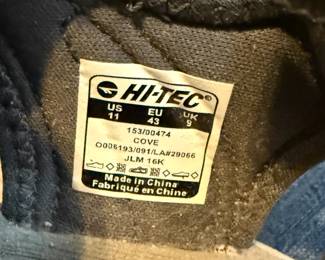 HI-TEC®
US EU UK
11 43 9
153/00474
COVE
O006193/091/LA#29066
JLM 16K
Made in China
Fabriqué en Chine